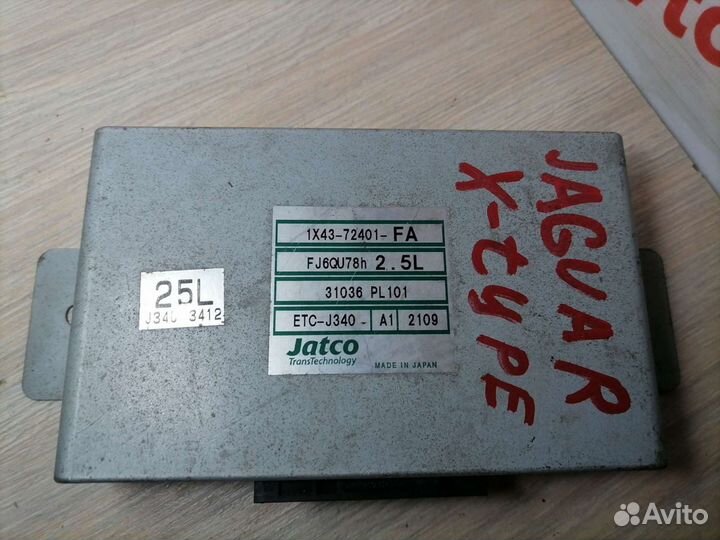 1X43-72401-FA
FJ6QU78h 2.5L
31036 PL101
ETC-J340- A1 2109
Jatco
TransTechnology
MADE IN JAPAN
25L
J340 3412
JAGUAR
X-tyPE
Avito